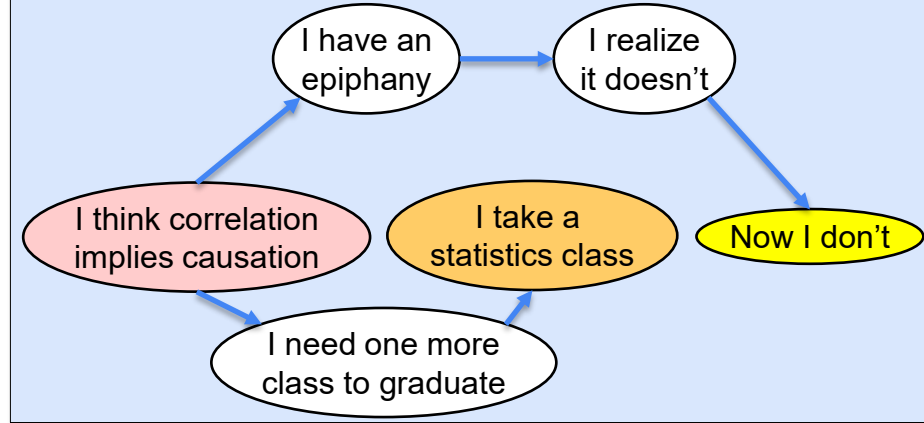 I have an
epiphany
I realize
it doesn’t
I think correlation
implies causation
I take a
statistics class
Now I don’t
I need one more
class to graduate